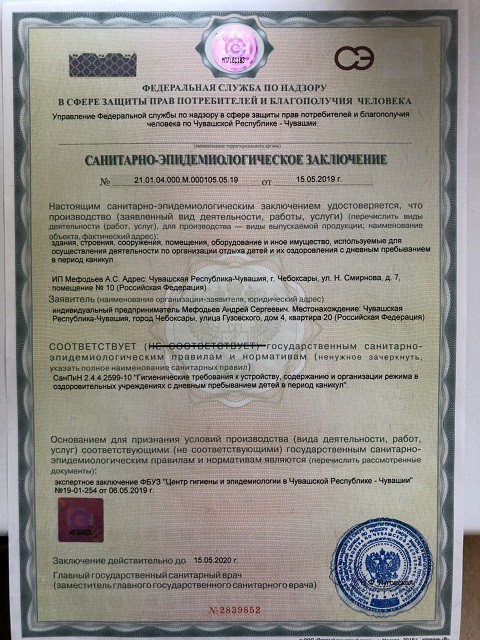 СЭ
ФЕДЕРАЛЬНАЯ СЛУЖБА ПО НАДЗОРУ
В СФЕРЕ ЗАЩИТЫ ПРАВ ПОТРЕБИТЕЛЕЙ И БЛАГОПОЛУЧИЯ ЧЕЛОВЕКА
Управление Федеральной службы по надзору в сфере защиты прав потребителей и благополучия
человека по Чувашской Республике - Чувашии
(наименование территориального органа)
САНИТАРНО-ЭПИДЕМИОЛОГИЧЕСКОЕ ЗАКЛЮЧЕНИЕ
№ 21.01.04.000.М.000105.05.19 от 15.05.2019 г.
Настоящим санитарно-эпидемиологическим заключением удостоверяется, что
производство (заявленный вид деятельности, работы, услуги) (перечислить виды
деятельности (работ, услуг), для производства — виды выпускаемой продукции; наименование
объекта, фактический адрес):
здания, строения, сооружения, помещения, оборудование и иное имущество, используемые для
осуществления деятельности по организации отдыха детей и их оздоровления с дневным пребыванием
в период каникул
ИП Мефодьев А.С. Адрес: Чувашская Республика-Чувашия, г. Чебоксары, ул. Н. Смирнова, д. 7,
помещение № 10 (Российская Федерация)
Заявитель (наименование организации-заявителя, юридический адрес)
индивидуальный предприниматель Мефодьев Андрей Сергеевич. Местонахождение: Чувашская
Республика-Чувашия, город Чебоксары, улица Гузовского, дом 4, квартира 20 (Российская Федерация)
СООТВЕТСТВУЕТ (НЕ СООТВЕТСТВУЕТ) государственным санитарно-
эпидемиологическим правилам и нормативам (ненужное зачеркнуть,
указать полное наименование санитарных правил)
СанПиН 2.4.4.2599-10 "Гигиенические требования к устройству, содержанию и организации режима в
оздоровительных учреждениях с дневным пребыванием детей в период каникул".
Основанием для признания условий производства (вида деятельности, работ,
услуг) соответствующими (не соответствующими) государственным санитарно-
эпидемиологическим правилам и нормативам являются (перечислить рассмотренные
документы):
экспертное заключение ФБУЗ "Центр гигиены и эпидемиологии в Чувашской Республике - Чувашии"
№19-01-254 от 06.05.2019 г.
Заключение действительно до 15.05.2020 г.
Главный государственный санитарный врач
(заместитель главного государственного санитарного врача)
№2839852